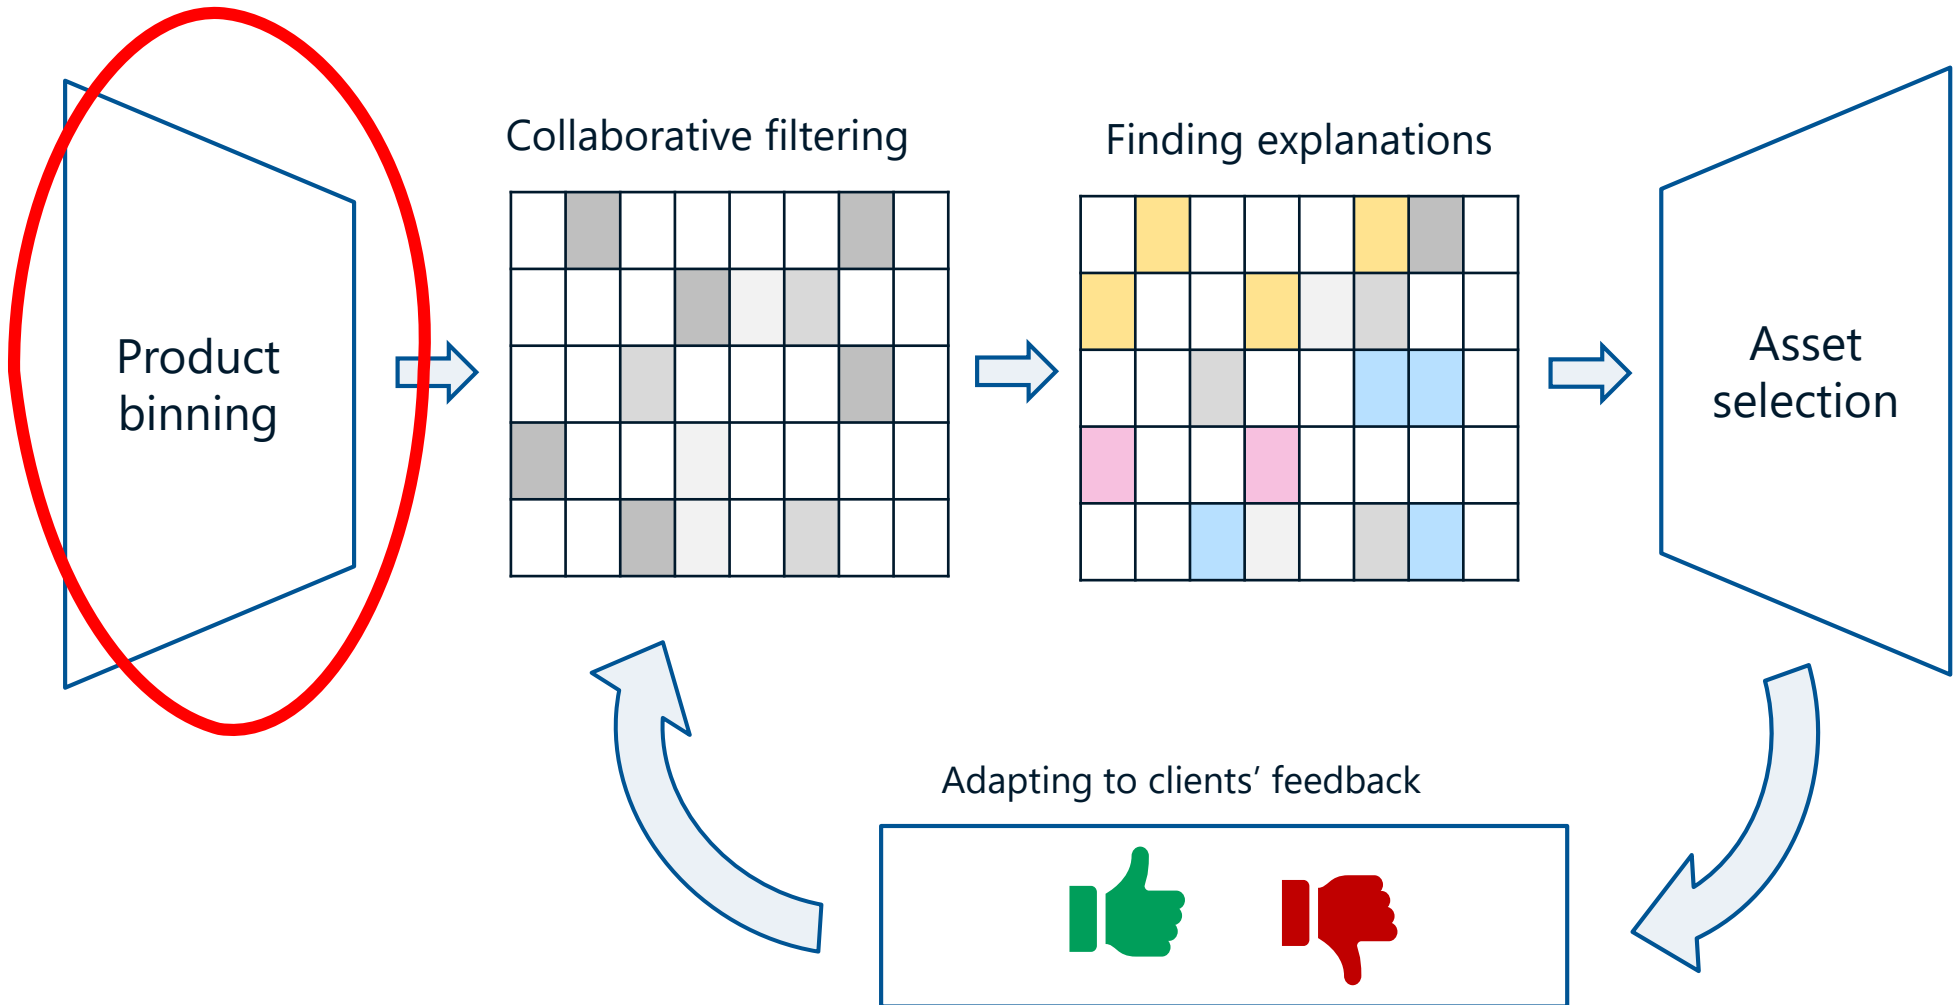 Collaborative filtering
Finding explanations
Product
binning
Asset
selection
Adapting to clients’ feedback